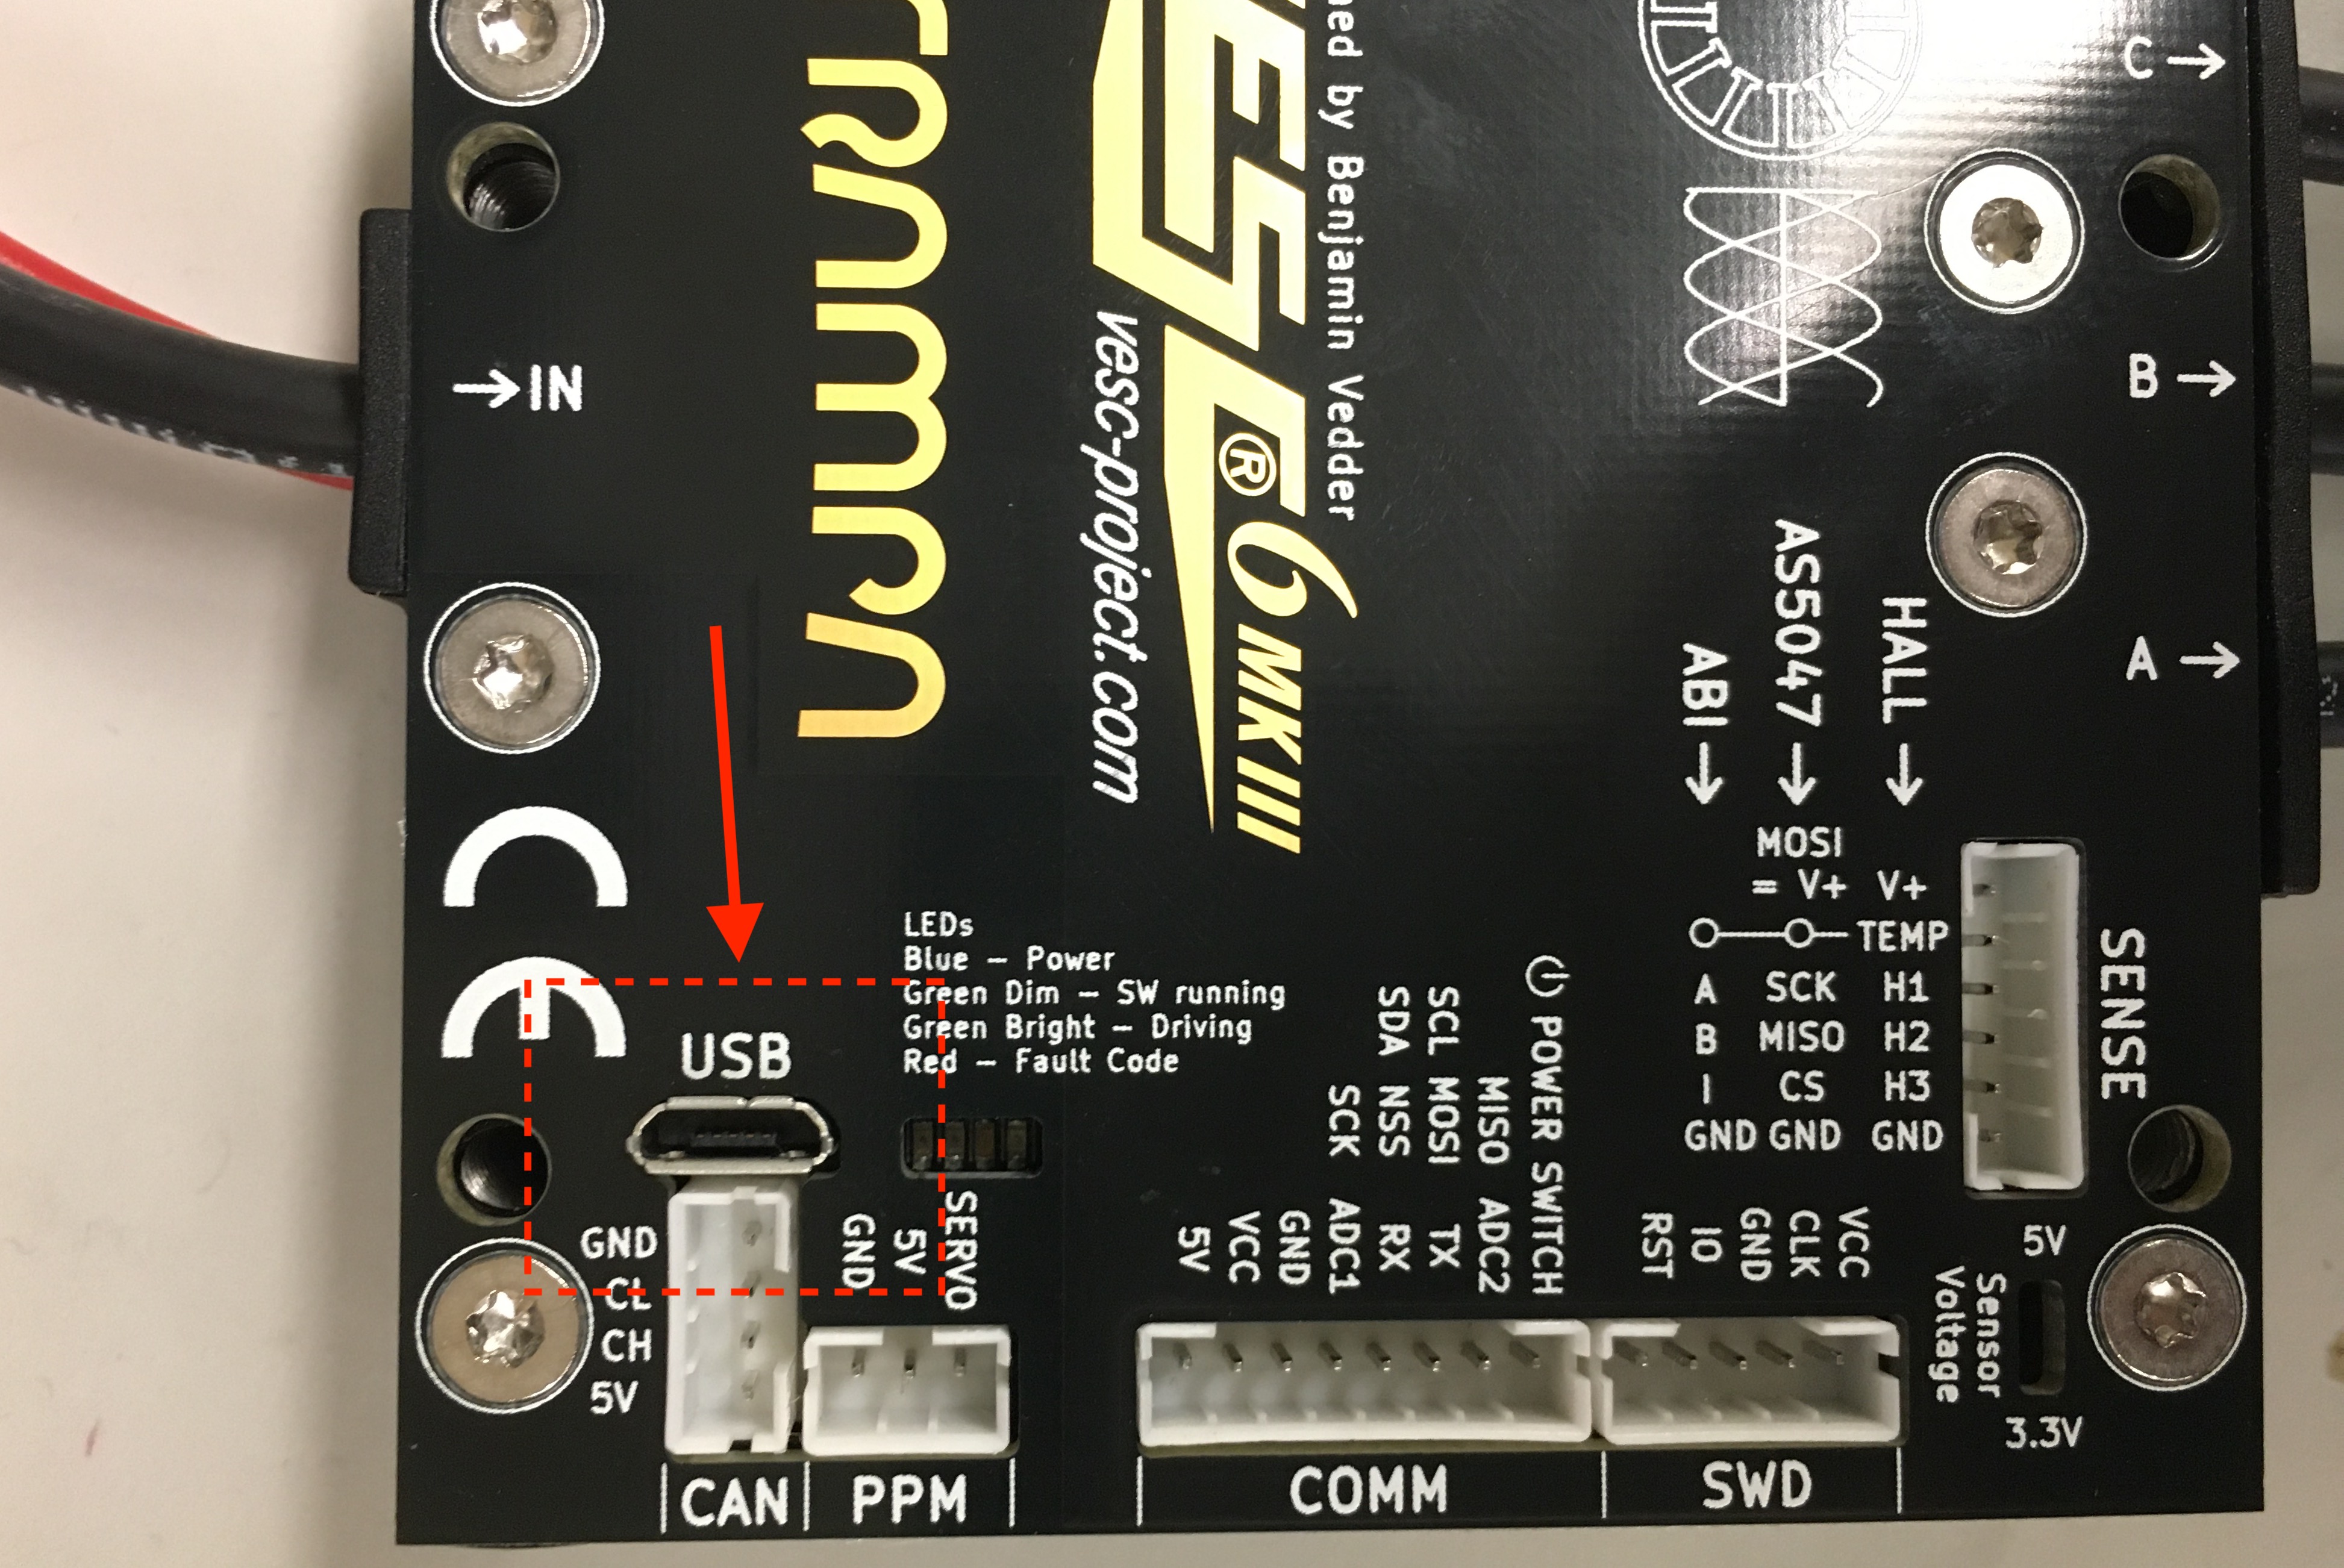 →IN
C →
B →
A →
VESC® 6 MKIII
vesc-project.com
by Benjamin Vedder
CE
USB
LEDs
Blue – Power
Green Dim – SW running
Green Bright – Driving
Red – Fault Code
GND
CL
CH
5V
CAN
GND
5V
SERVO
PPM
5V
VCC
GND
SCK ADC1
SDA NSS RX
SCL MOSI TX
MISO ADC2
POWER SWITCH
COMM
RST
IO
GND
CLK
VCC
SWD
ABI →
AS5047 →
HALL →
MOSI
= V+ V+
TEMP
A SCK H1
B MISO H2
I CS H3
GND GND GND
SENSE
5V
Sensor
Voltage
3.3V